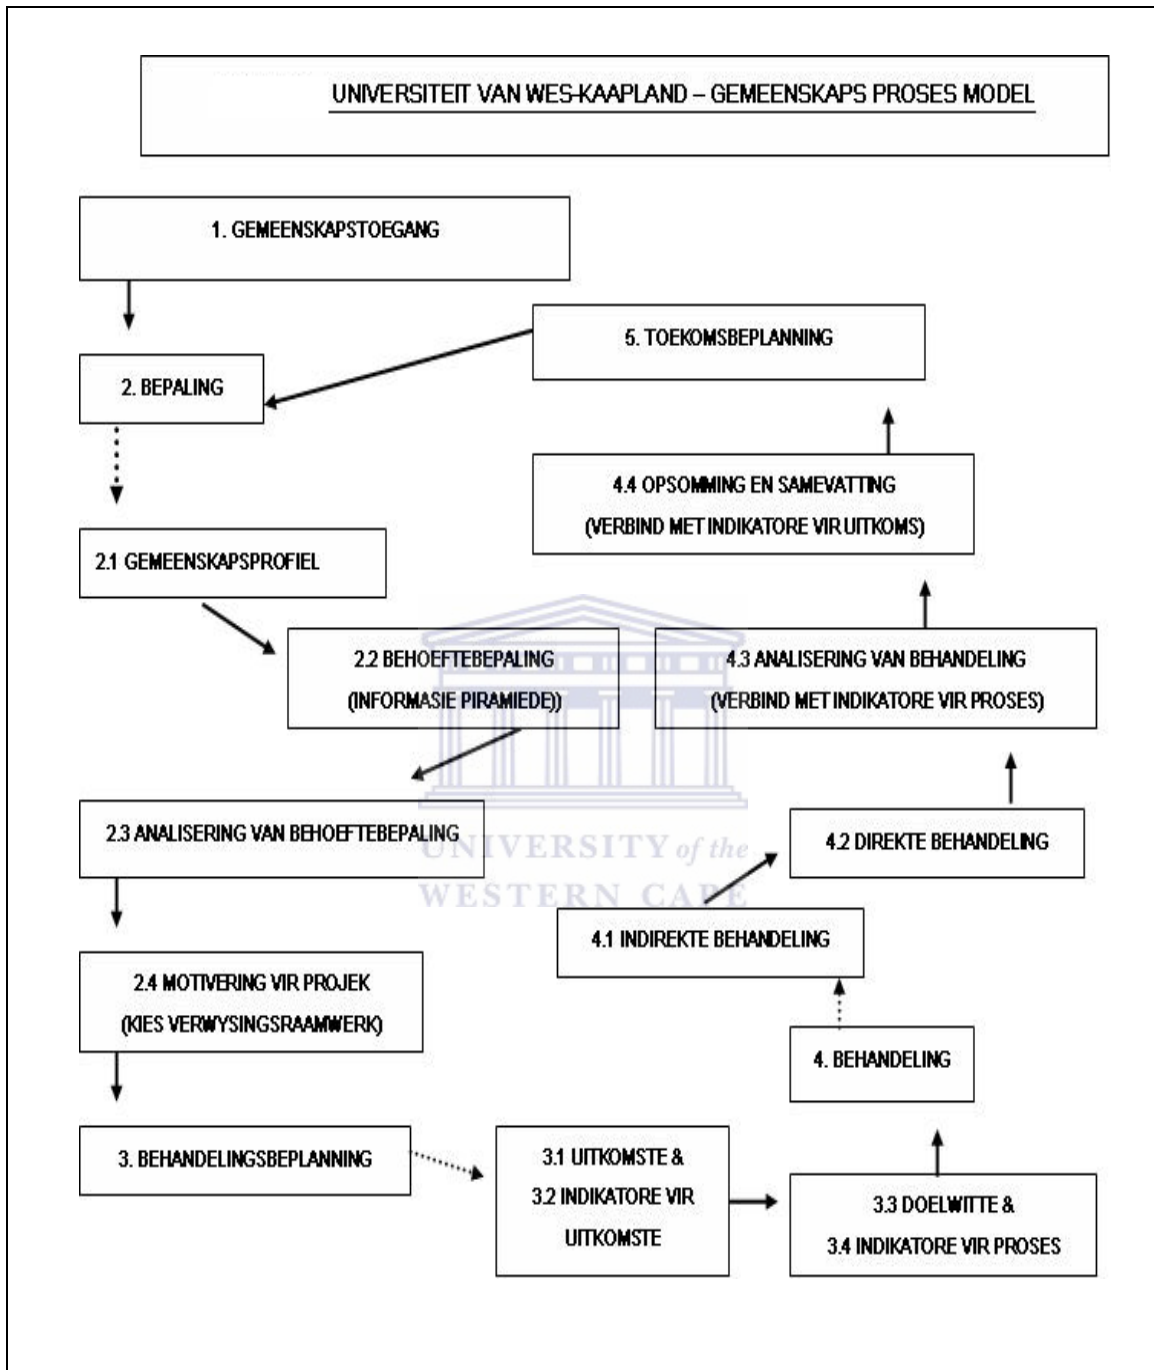 UNIVERSITEIT VAN WES-KAAPLAND – GEMEENSKAPS PROSES MODEL
1. GEMEENSKAPSTOEGANG
5. TOEKOMSBEPLANNING
2. BEPALING
4.4 OPSOMMING EN SAMEVATTING
(VERBIND MET INDIKATORE VIR UITKOMS)
2.1 GEMEENSKAPSPROFIEL
2.2 BEHOEFTEBEPALING
(INFORMASIE PIRAMIEDE))
4.3 ANALISERING VAN BEHANDELING
(VERBIND MET INDIKATORE VIR PROSES)
2.3 ANALISERING VAN BEHOEFTEBEPALING
4.2 DIREKTE BEHANDELING
UNIVERSITY of the
WESTERN CAPE
4.1 INDIREKTE BEHANDELING
2.4 MOTIVERING VIR PROJEK
(KIES VERWYSINGSRAAMWERK)
4. BEHANDELING
3. BEHANDELINGSBEPLANNING
3.1 UITKOMSTE &
3.2 INDIKATORE VIR
UITKOMSTE
3.3 DOELWITTE &
3.4 INDIKATORE VIR PROSES